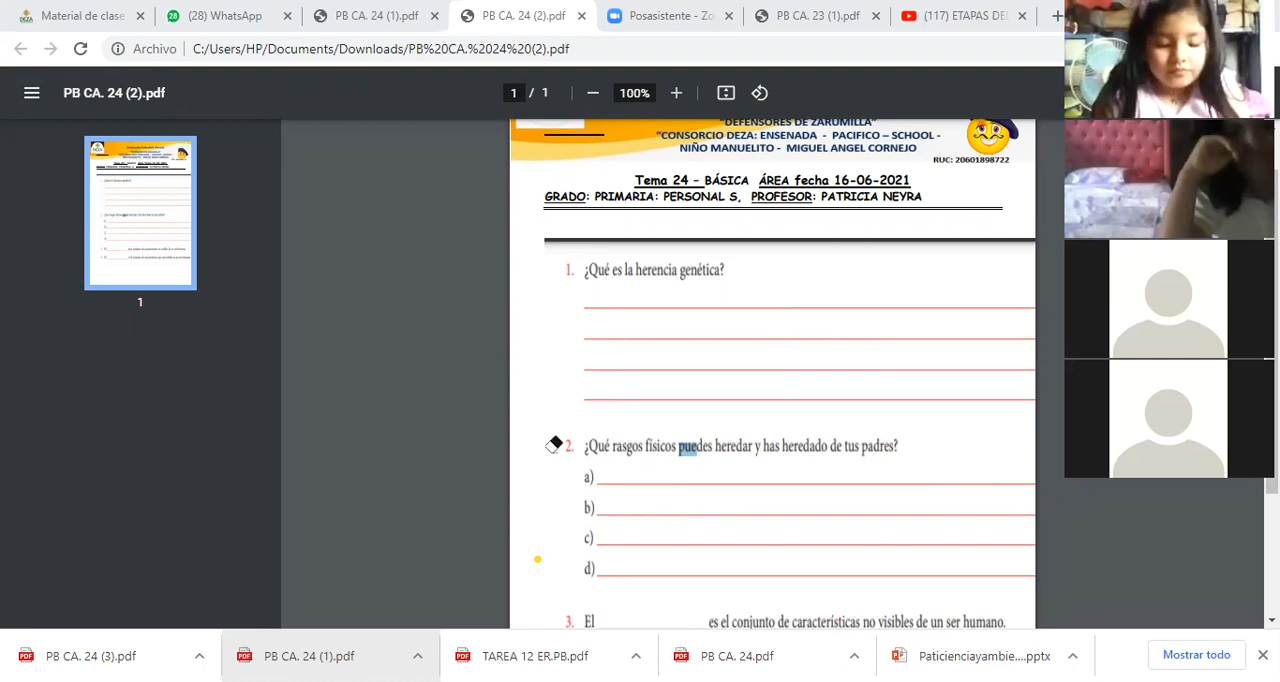 Material de clase
(28) WhatsApp
PB CA. 24 (1).pdf
PB CA. 24 (2).pdf
Posasistente - Zo
PB CA. 23 (1).pdf
(117) ETAPAS DE
Archivo
C:/Users/HP/Documents/Downloads/PB%20CA.%2024%20(2).pdf
PB CA. 24 (2).pdf
1 / 1
100%
"DEFENSORES DE ZARUMILLA"
"CONSORCIO DEZA: ENSENADA - PACIFICO – SCHOOL -
NIÑO MANUELITO - MIGUEL ANGEL CORNEJO
RUC: 20601898722
Tema 24 – BÁSICA ÁREA fecha 16-06-2021
GRADO: PRIMARIA: PERSONAL S, PROFESOR: PATRICIA NEYRA
1. ¿Qué es la herencia genética?
2. ¿Qué rasgos físicos puedes heredar y has heredado de tus padres?
a)
b)
c)
d)
3. El es el conjunto de características no visibles de un ser humano.
1
PB CA. 24 (3).pdf
PB CA. 24 (1).pdf
TAREA 12 ER.PB.pdf
PB CA. 24.pdf
Paticienciayambie....pptx
Mostrar todo